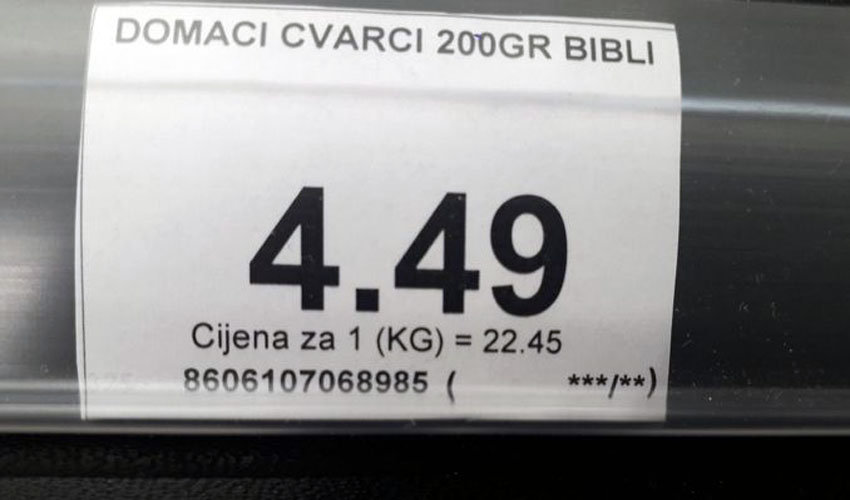 DOMACI CVARCI 200GR BIBLI
4.49
Cijena za 1 (KG) = 22.45
8606107068985 ( ***/**)